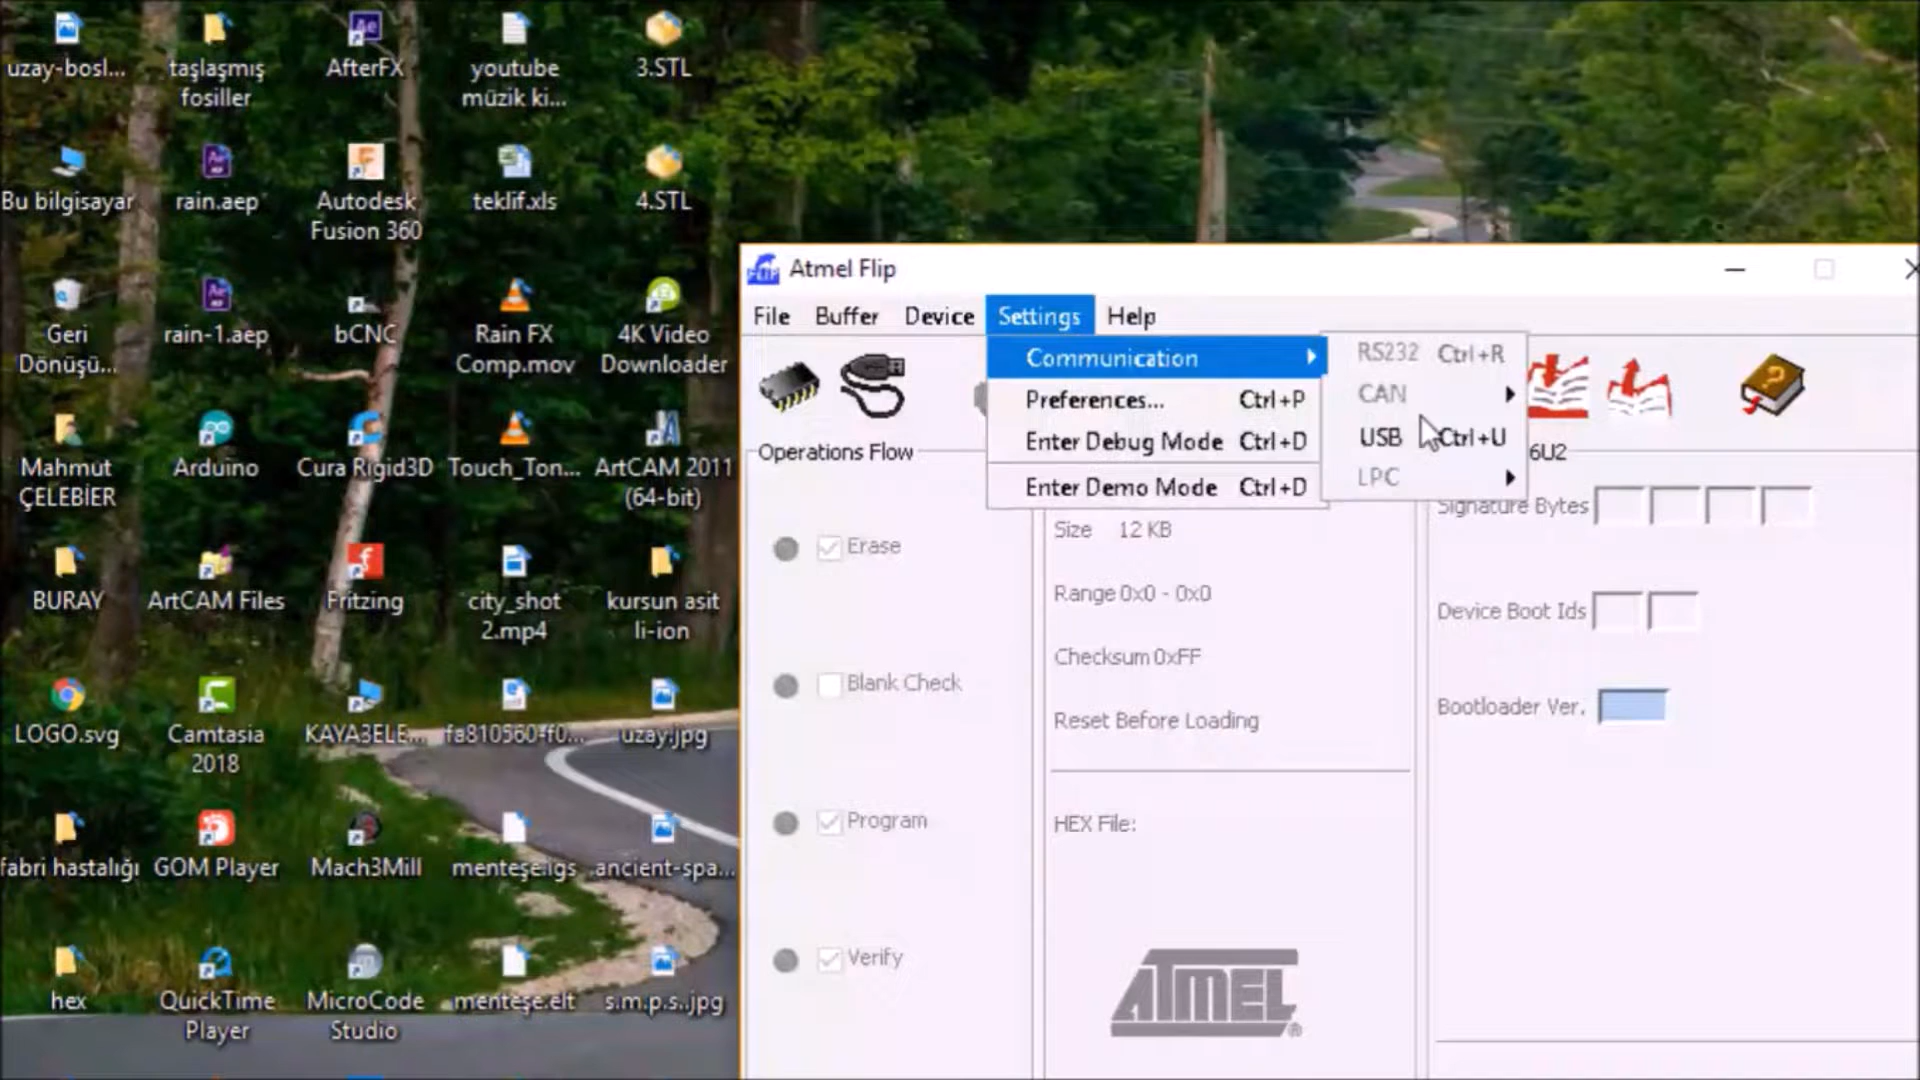 uzay-bosl...
taşlaşmış
fosiller
AfterFX
youtube
müzik ki...
3.STL
Bu bilgisayar
rain.aep
Autodesk
Fusion 360
teklif.xls
4.STL
Geri
Dönüşü...
rain-1.aep
bCNC
Rain FX
Comp.mov
4K Video
Downloader
Mahmut
ÇELEBİER
Arduino
Cura Rigid3D
Touch_Ton...
ArtCAM 2011
(64-bit)
BURAY
ArtCAM Files
Fritzing
city_shot
2.mp4
kursun asit
li-ion
LOGO.svg
Camtasia
2018
KAYA3ELE...
fa810560-f0...
uzay.jpg
fabri hastalığı
GOM Player
Mach3Mill
menteşe.igs
ancient-spa...
hex
QuickTime
Player
MicroCode
Studio
menteşe.elt
s.m.p.s..jpg
FLIP
Atmel Flip
File Buffer Device Settings Help
Communication
Preferences... Ctrl+P
Enter Debug Mode Ctrl+D
Enter Demo Mode Ctrl+D
RS232 Ctrl+R
CAN
USB Ctrl+U
LPC
Operations Flow
Erase
Blank Check
Program
Verify
Size 12 KB
Range 0x0 - 0x0
Checksum 0xFF
Reset Before Loading
HEX File:
ATMEL
6U2
Signature Bytes
Device Boot Ids
Bootloader Ver.